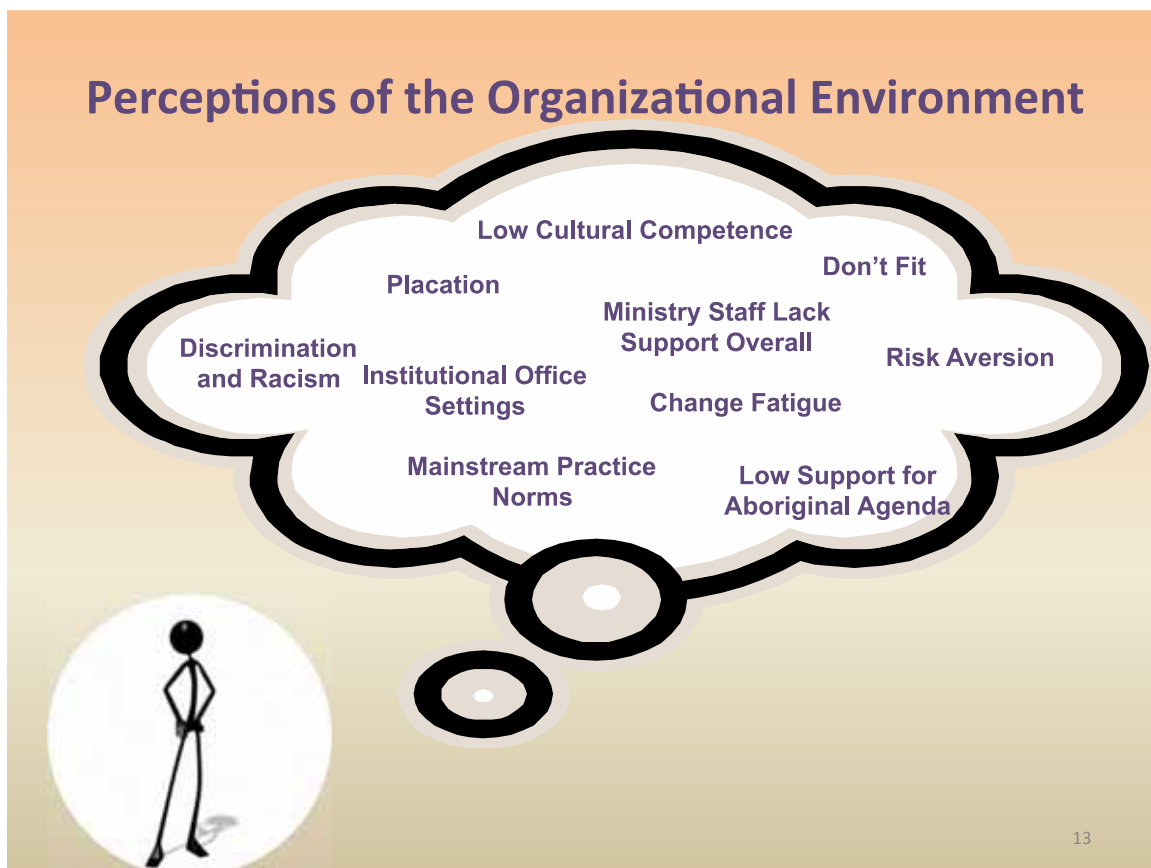 Perceptions of the Organizational Environment
Low Cultural Competence
Don’t Fit
Placation
Ministry Staff Lack
Support Overall
Discrimination
and Racism
Risk Aversion
Institutional Office
Settings
Change Fatigue
Mainstream Practice
Norms
Low Support for
Aboriginal Agenda
13